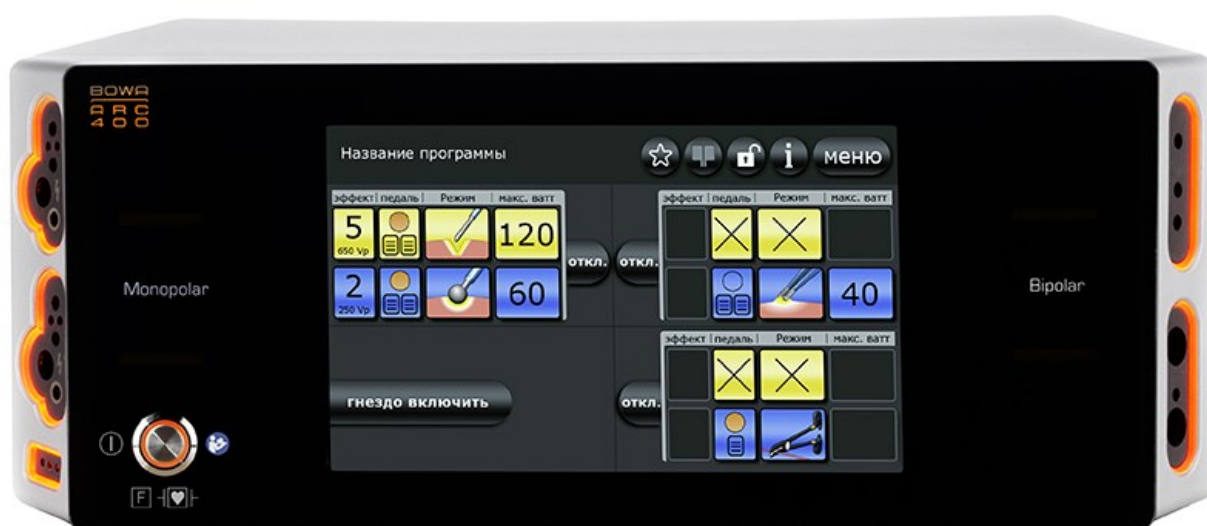 BOWA
ARC
400
Название программы
i
меню
эффект педаль Режим макс. ватт
5
650 Vp
120
откл.
2
250 Vp
60
эффект педаль Режим макс. ватт
откл.
40
Monopolar
Bipolar
эффект педаль Режим макс. ватт
гнездо включить
откл.
F